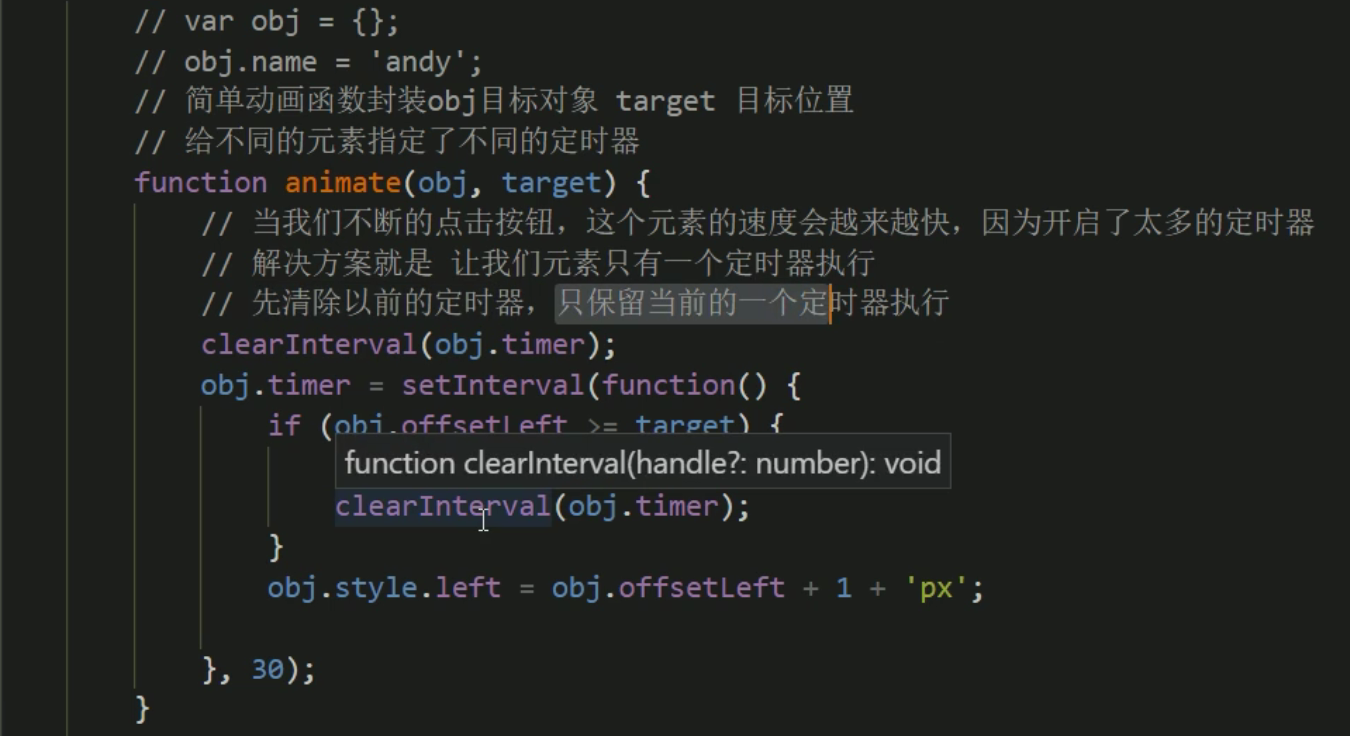 // var obj = {};
// obj.name = 'andy';
// 简单动画函数封装obj目标对象 target 目标位置
// 给不同的元素指定了不同的定时器
function animate(obj, target) {
// 当我们不断的点击按钮，这个元素的速度会越来越快，因为开启了太多的定时器
// 解决方案就是 让我们元素只有一个定时器执行
// 先清除以前的定时器，只保留当前的一个定时器执行
clearInterval(obj.timer);
obj.timer = setInterval(function() {
if (obj.offsetLeft >= target) {
function clearInterval(handle?: number): void
clearInterval(obj.timer);
}
obj.style.left = obj.offsetLeft + 1 + 'px';
}, 30);
}